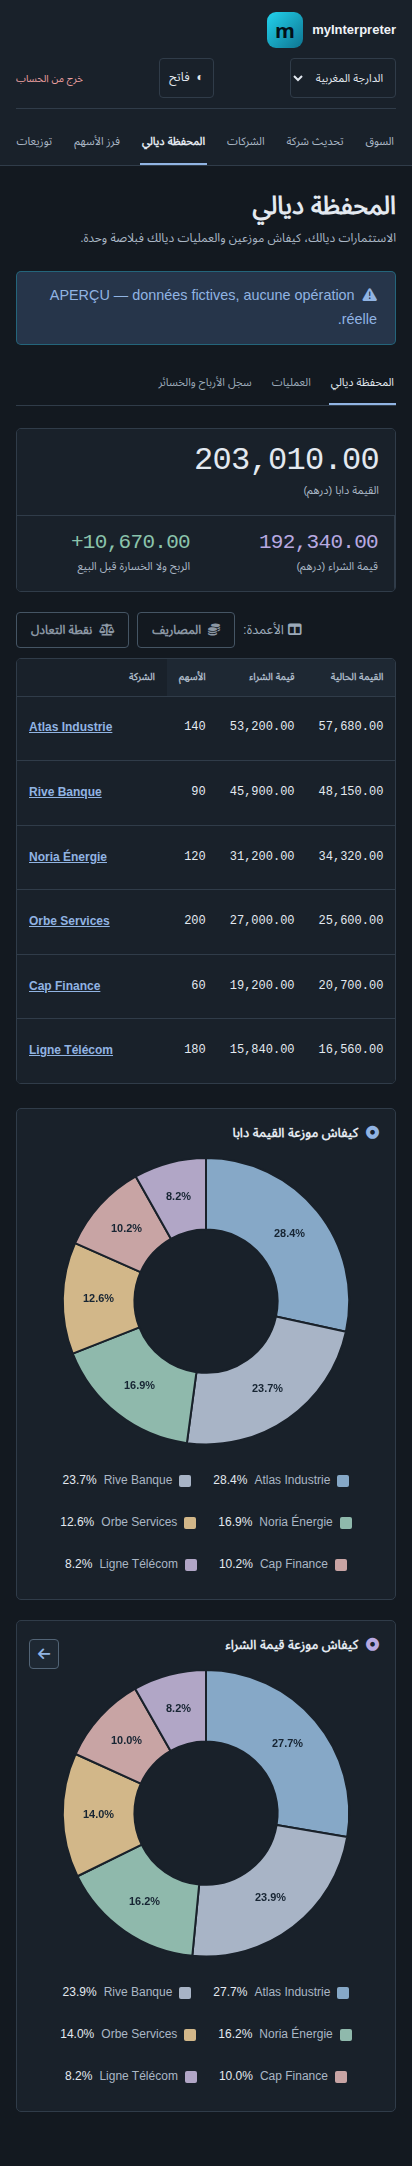 m myInterpreter
الدارجة المغربية
فاتح
خرج من الحساب
السوق
تحديث شركة
الشركات
المحفظة ديالي
فرز الأسهم
توزيعات
المحفظة ديالي
الاستثمارات ديالك، كيفاش موزعين والعمليات ديالك فبلاصة وحدة.
APERÇU — données fictives, aucune opération
réelle.
المحفظة ديالي
العمليات
سجل الأرباح والخسائر
203,010.00
القيمة دابا (درهم)
192,340.00
قيمة الشراء (درهم)
+10,670.00
الربح ولا الخسارة قبل البيع
الأعمدة:
المصاريف
نقطة التعادل
الشركة الأسهم قيمة الشراء القيمة الحالية
Atlas Industrie 140 53,200.00 57,680.00
Rive Banque 90 45,900.00 48,150.00
Noria Énergie 120 31,200.00 34,320.00
Orbe Services 200 27,000.00 25,600.00
Cap Finance 60 19,200.00 20,700.00
Ligne Télécom 180 15,840.00 16,560.00
كيفاش موزعة القيمة دابا
8.2%
28.4%
10.2%
12.6%
16.9%
23.7%
23.7% Rive Banque 28.4% Atlas Industrie
12.6% Orbe Services 16.9% Noria Énergie
8.2% Ligne Télécom 10.2% Cap Finance
كيفاش موزعة قيمة الشراء
8.2%
27.7%
10.0%
14.0%
16.2%
23.9%
23.9% Rive Banque 27.7% Atlas Industrie
14.0% Orbe Services 16.2% Noria Énergie
8.2% Ligne Télécom 10.0% Cap Finance